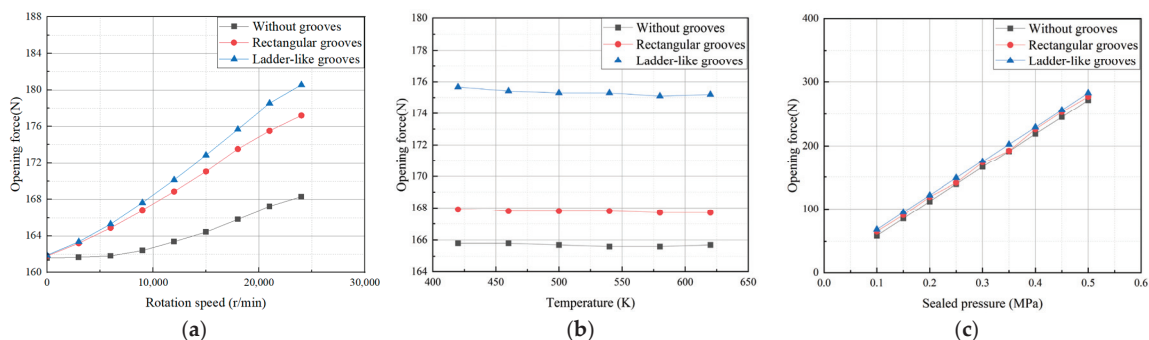 188
184
180
176
172
168
164
160
Opening force(N)
Without grooves
Rectangular grooves
Ladder-like grooves
0
10,000
20,000
30,000
Rotation speed (r/min)
(a)
180
178
176
174
172
170
168
166
164
Opening force(N)
Without grooves
Rectangular grooves
Ladder-like grooves
400
450
500
550
600
650
Temperature (K)
(b)
400
300
200
100
0
Opening force(N)
Without grooves
Rectangular grooves
Ladder-like grooves
0.0
0.1
0.2
0.3
0.4
0.5
0.6
Sealed pressure (MPa)
(c)